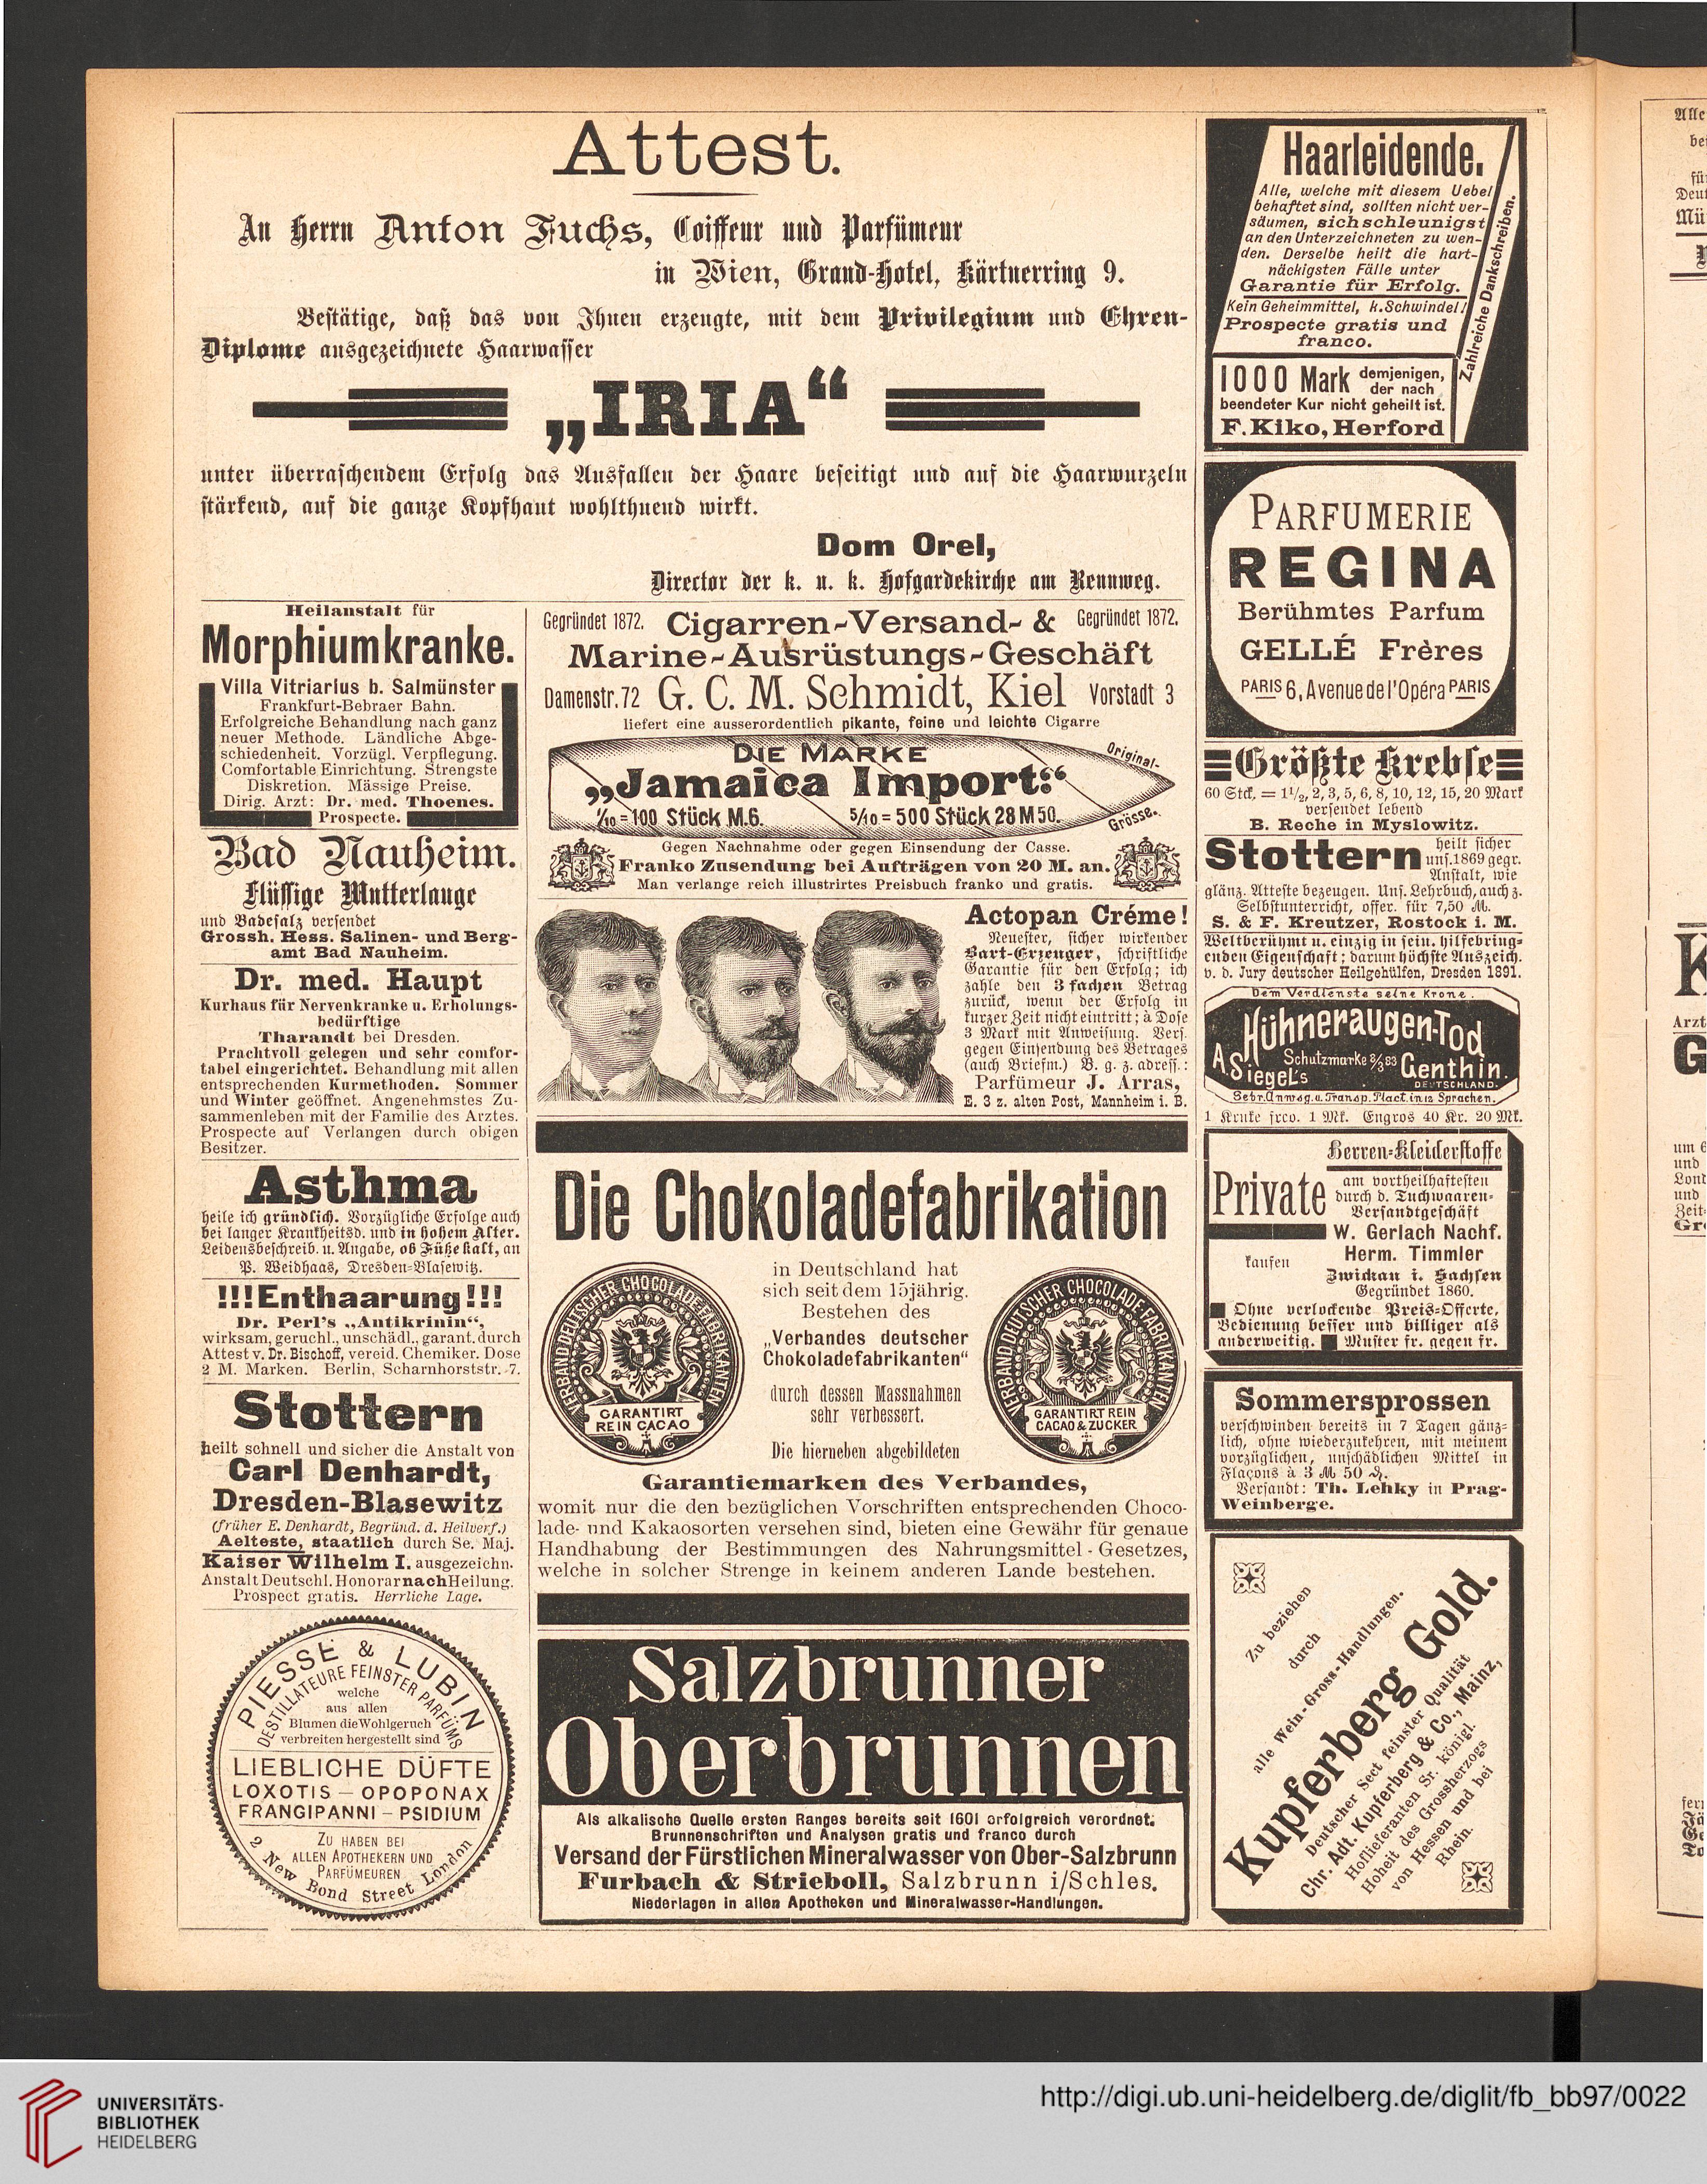 Attest.
An Herrn Anton Fuchs, Coiffeur und Parfümeur
in Wien, Grand-Hotel, Kärtnerring 9.
Bestätige, daß das von Ihnen erzeugte, mit dem Privilegium und Ehren-
Diplome ausgezeichnete Haarwasser
„IRIA“
unter überraschendem Erfolg das Ausfallen der Haare beseitigt und auf die Haarwurzeln
stärkend, auf die ganze Kopfhaut wohlthuend wirkt.
Dom Orel,
Director der k. u. k. Hofgardekirche am Rennweg.
Heilanstalt für
Morphiumkranke.
Villa Vitriarius b. Salmünster
Frankfurt-Bebraer Bahn.
Erfolgreiche Behandlung nach ganz
neuer Methode. Ländliche Abge-
schiedenheit. Vorzügl. Verpflegung.
Comfortable Einrichtung. Strengste
Diskretion. Mässige Preise.
Dirig. Arzt: Dr. med. Thoenes.
Prospecte.
Bad Nauheim.
Flüssige Mutterlauge
und Badesalz versendet
Grossh. Hess. Salinen- und Berg-
amt Bad Nauheim.
Dr. med. Haupt
Kurhaus für Nervenkranke u. Erholungs-
bedürftige
Tharandt bei Dresden.
Prachtvoll gelegen und sehr comfor-
tabel eingerichtet. Behandlung mit allen
entsprechenden Kurmethoden. Sommer
und Winter geöffnet. Angenehmstes Zu-
sammenleben mit der Familie des Arztes.
Prospecte auf Verlangen durch obigen
Besitzer.
Asthma
heile ich gründlich. Vorzügliche Erfolge auch
bei langer Krankheitsd. und in hohem Alter.
Leidensbeschreib. u. Angabe, ob Füße kalt, an
P. Weidhaas, Dresden-Blasewitz.
!!!Enthaarung!!!
Dr. Perl's „Antikrinin“,
wirksam, geruchl., unschädl., garant. durch
Attest v. Dr. Bischoff, vereid. Chemiker. Dose
2 M. Marken. Berlin, Scharnhorststr. 7.
Stottern
heilt schnell und sicher die Anstalt von
Carl Denhardt,
Dresden-Blasewitz
(früher E. Denhardt, Begründ. d. Heilverf.)
Aelteste, staatlich durch Se. Maj.
Kaiser Wilhelm I. ausgezeichn.
Anstalt Deutschl. Honorar nach Heilung.
Prospect gratis. Herrliche Lage.
PIESSE & LUBIN
DESTILLATEURE FEINSTER PARFÜMS
welche
aus allen
Blumen die Wohlgeruch
verbreiten hergestellt sind
LIEBLICHE DÜFTE
LOXOTIS – OPOPONAX
FRANGIPANNI – PSIDIUM
ZU HABEN BEI
ALLEN APOTHEKERN UND
PARFÜMEUREN
2 New Bond Street London
Gegründet 1872. Cigarren-Versand- & Gegründet 1872.
Marine-Ausrüstungs-Geschäft
Damenstr. 72 G. C. M. Schmidt, Kiel Vorstadt 3
liefert eine ausserordentlich pikante, feine und leichte Cigarre
DIE MARKE
Original-
„Jamaica Import“
1/10 = 100 Stück M.6. 5/10 = 500 Stück 28 M 50.
Grösse.
Gegen Nachnahme oder gegen Einsendung der Casse.
Franko Zusendung bei Aufträgen von 20 M. an.
Man verlange reich illustrirtes Preisbuch franko und gratis.
Actopan Créme!
Neuester, sicher wirkender
Bart-Erzeuger, schriftliche
Garantie für den Erfolg; ich
zahle den 3 fachen Betrag
zurück, wenn der Erfolg in
kurzer Zeit nicht eintritt; à Dose
3 Mark mit Anweisung. Vers.
gegen Einsendung des Betrages
(auch Briefm.) B. g. z. adress.:
Parfümeur J. Arras,
E. 3 z. alten Post, Mannheim i. B.
Die Chokoladefabrikation
in Deutschland hat
sich seit dem 15jährig.
Bestehen des
„Verbandes deutscher
Chokoladefabrikanten“
durch dessen Massnahmen
sehr verbessert.
Die hierneben abgebildeten
VERBAND DEUTSCHER CHOCOLADE FABRIKANTEN
GARANTIRT
REIN CACAO
VERBAND DEUTSCHER CHOCOLADE FABRIKANTEN
GARANTIRT REIN
CACAO & ZUCKER
Garantiemarken des Verbandes,
womit nur die den bezüglichen Vorschriften entsprechenden Choco-
lade- und Kakaosorten versehen sind, bieten eine Gewähr für genaue
Handhabung der Bestimmungen des Nahrungsmittel-Gesetzes,
welche in solcher Strenge in keinem anderen Lande bestehen.
Salzbrunner
Oberbrunnen
Als alkalische Quelle ersten Ranges bereits seit 1601 erfolgreich verordnet.
Brunnenschriften und Analysen gratis und franco durch
Versand der Fürstlichen Mineralwasser von Ober-Salzbrunn
Furbach & Strieboll, Salzbrunn i/Schles.
Niederlagen in allen Apotheken und Mineralwasser-Handlungen.
Haarleidende.
Alle, welche mit diesem Uebel
behaftet sind, sollten nicht ver-
säumen, sich schleunigst
an den Unterzeichneten zu wen-
den. Derselbe heilt die hart-
näckigsten Fälle unter
Garantie für Erfolg.
Kein Geheimmittel, k. Schwindel!
Prospecte gratis und
franco.
Zahlreiche Dankschreiben.
1000 Mark demjenigen,
der nach
beendeter Kur nicht geheilt ist.
F. Kiko, Herford
PARFUMERIE
REGINA
Berühmtes Parfum
GELLÉ Frères
PARIS 6, Avenue de l'Opéra PARIS
Größte Krebse
60 Stck. = 1 1/2, 2, 3, 5, 6, 8, 10, 12, 15, 20 Mark
versendet lebend
B. Reche in Myslowitz.
Stottern heilt sicher
uns. 1869 gegr.
Anstalt, wie
glänz. Atteste bezeugen. Uns. Lehrbuch, auch z.
Selbstunterricht, offer. für 7,50 M.
S. & F. Kreutzer, Rostock i. M.
Weltberühmt u. einzig in sein. hilfebring-
enden Eigenschaft; darum höchste Auszeich.
v. d. Jury deutscher Heilgehülfen, Dresden 1891.
Dem Verdienste seine Krone.
Hühneraugen-Tod
Schutzmarke 8/3 83
A. Siegel's Genthin.
DEUTSCHLAND.
Gebr. Anwsg. u. Transp. Plact. in 12 Sprachen.
1 Kruke frco. 1 Mk. Engros 40 Kr. 20 Mk.
Herren-Kleiderstoffe
Private am vortheilhaftesten
durch d. Tuchwaaren-
Versandtgeschäft
W. Gerlach Nachf.
kaufen Herm. Timmler
Zwickau i. Sachsen
Gegründet 1860.
Ohne verlockende Preis-Offerte,
Bedienung besser und billiger als
anderweitig. Muster fr. gegen fr.
Sommersprossen
verschwinden bereits in 7 Tagen gänz-
lich, ohne wiederzukehren, mit meinem
vorzüglichen, unschädlichen Mittel in
Flaçons à 3 M 50 ₰.
Versandt: Th. Lehky in Prag-
Weinberge.
Zu beziehen
durch
alle Wein-Gross-Handlungen.
Kupferberg Gold.
Deutscher Sect feinster Qualität
Chr. Adt. Kupferberg & Co., Mainz,
Hoflieferanten Sr. königl.
Hoheit des Grossherzogs
von Hessen und bei
Rhein.
Alle
für
Mü
Arzt
G
um 6
und
Lond
und
Zeit-
UNIVERSITÄTS-
BIBLIOTHEK
HEIDELBERG
http://digi.ub.uni-heidelberg.de/diglit/fb_bb97/0022